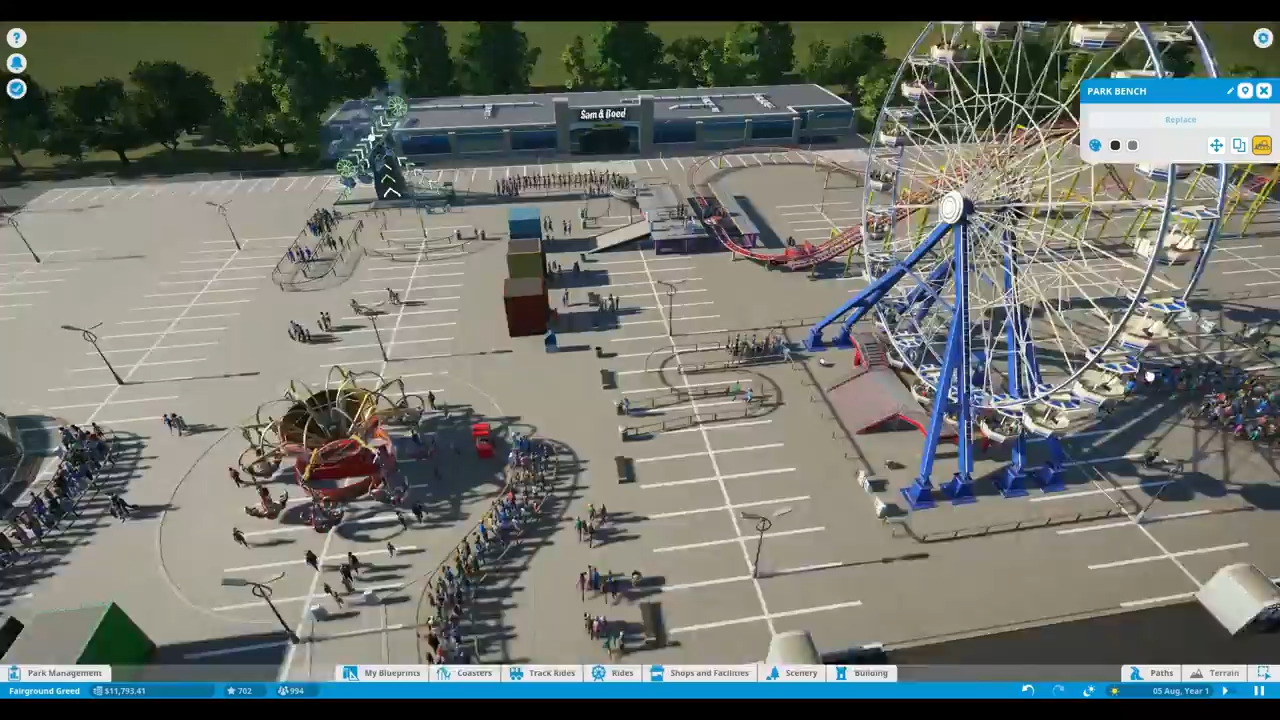 ?
Sam & Deed
PARK BENCH
Replace
Park Management
My Blueprints
Coasters
Track Rides
Rides
Shops and Facilities
Scenery
Building
Paths
Terrain
Fairground Greed
$11,793.41
702
994
05 Aug, Year 1